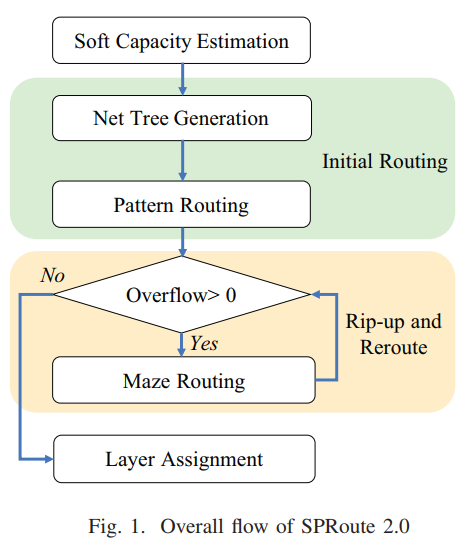 Soft Capacity Estimation
Net Tree Generation
Initial Routing
Pattern Routing
No
Overflow> 0
Rip-up and
Reroute
Yes
Maze Routing
Layer Assignment
Fig. 1. Overall flow of SPRoute 2.0